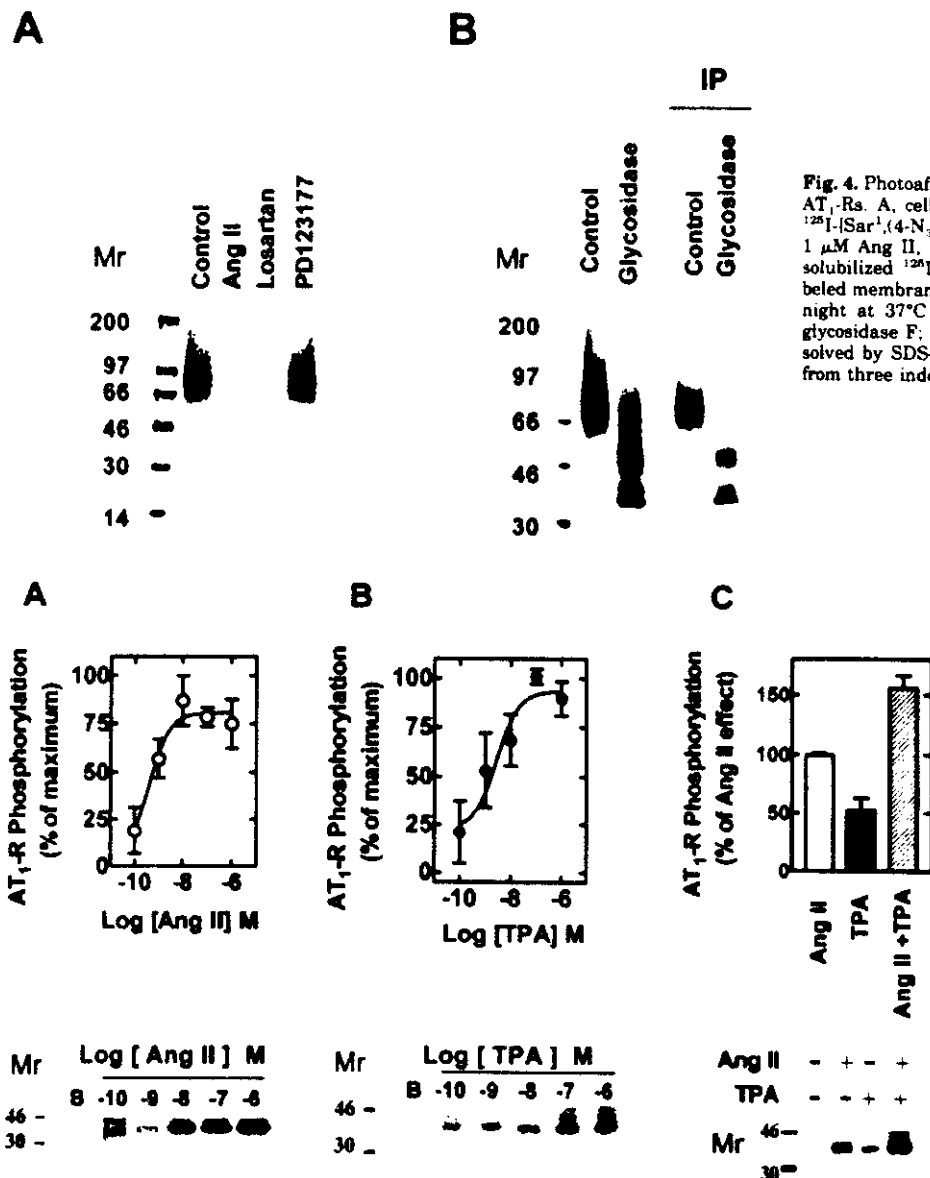 A
B
IP
Control
Ang II
Losartan
PD123177
Control
Glycosidase
Control
Glycosidase
Mr
200
97
66
46
30
14
200
97
66
46
30
Fig. 4. Photoaf
AT₁-Rs. A, cel
¹²⁵I-[Sar¹,(4-N₃
1 μM Ang II,
solubilized ¹²⁵I
beled membran
night at 37°C
glycosidase F;
solved by SDS-
from three inde
A
B
C
AT₁-R Phosphorylation
(% of maximum)
100
75
50
25
0
-10
-8
-6
Log [Ang II] M
AT₁-R Phosphorylation
(% of maximum)
100
75
50
25
0
-10
-8
-6
Log [TPA] M
AT₁-R Phosphorylation
(% of Ang II effect)
150
100
50
0
Ang II
TPA
Ang II +TPA
Mr
Log [ Ang II ] M
B -10 -9 -8 -7 -6
46 –
30 –
Mr
Log [ TPA ] M
B -10 -9 -8 -7 -6
46 –
30 –
Ang II - + - +
TPA - - + +
Mr
46
30